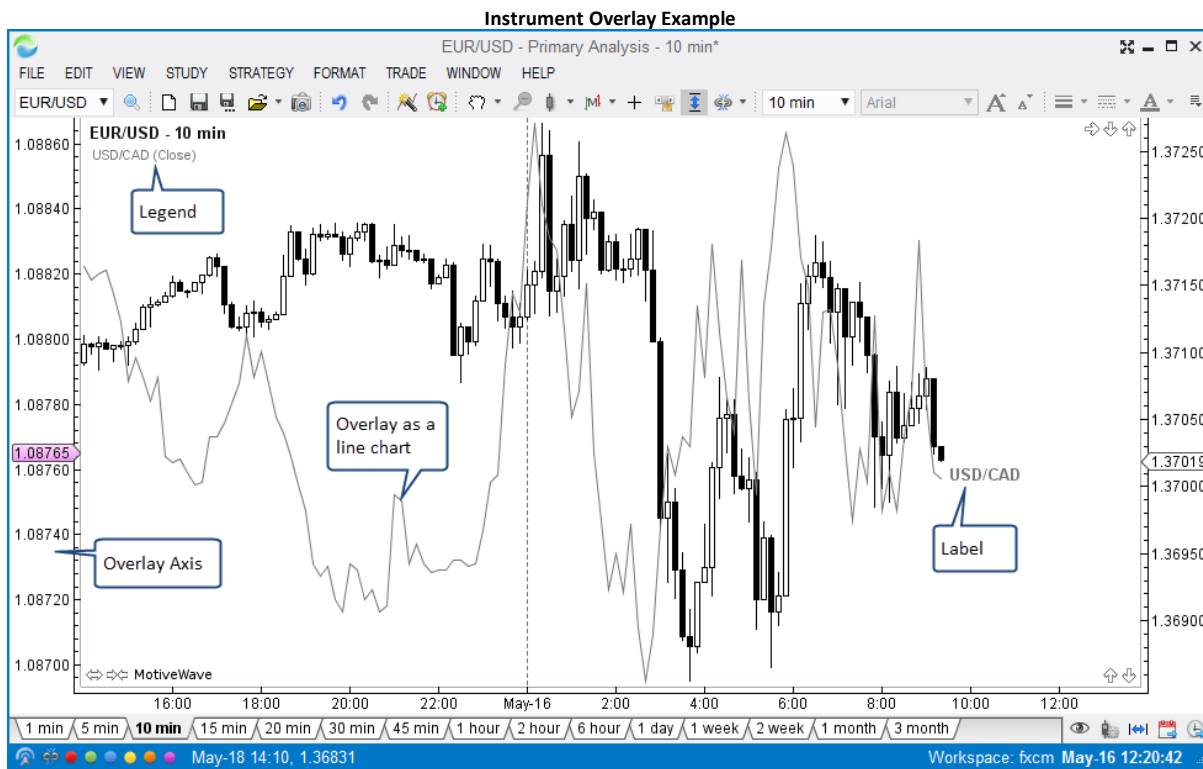 Instrument Overlay Example
EUR/USD - Primary Analysis - 10 min*
FILE EDIT VIEW STUDY STRATEGY FORMAT TRADE WINDOW HELP
EUR/USD 10 min Arial
EUR/USD - 10 min
USD/CAD (Close)
Legend
Overlay as a
line chart
Overlay Axis
USD/CAD
Label
1.08860
1.08840
1.08820
1.08800
1.08780
1.08765
1.08760
1.08740
1.08720
1.08700
1.37250
1.37200
1.37150
1.37100
1.37050
1.37019
1.37000
1.36950
1.36900
MotiveWave
16:00 18:00 20:00 22:00 May-16 2:00 4:00 6:00 8:00 10:00 12:00
1 min 5 min 10 min 15 min 20 min 30 min 45 min 1 hour 2 hour 6 hour 1 day 1 week 2 week 1 month 3 month
May-18 14:10, 1.36831 Workspace: fxcm May-16 12:20:42